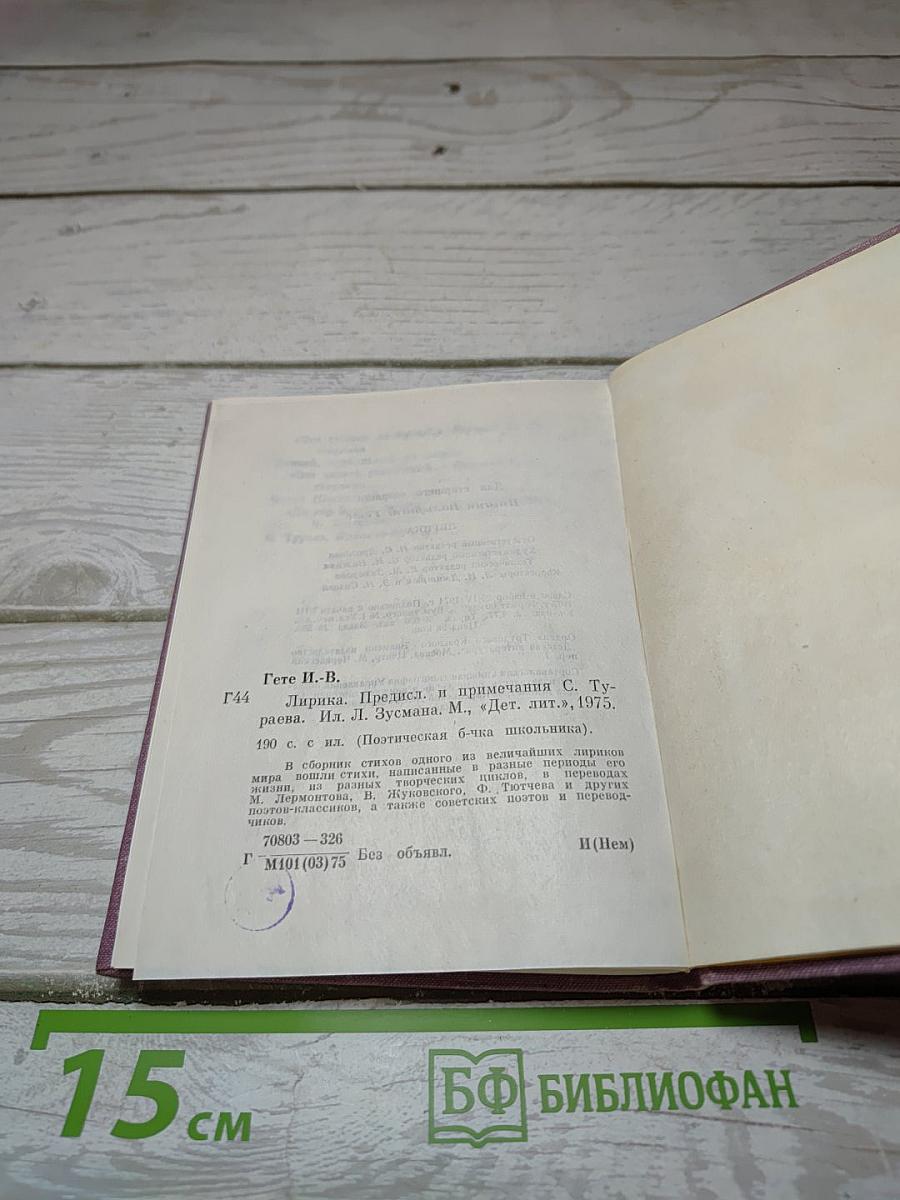 Гете И.-В.
Г44
Лирика. Предисл. и примечания С. Ту-
раева. Ил. Л. Зусмана. М., «Дет. лит.», 1975.
190 с. с ил. (Поэтическая б-чка школьника).
В сборник стихов одного из величайших лириков
мира вошли стихи, написанные в разные периоды его
жизни, из разных творческих циклов, в переводах
М. Лермонтова, В. Жуковского, Ф. Тютчева и других
поэтов-классиков, а также советских поэтов и перевод-
чиков.
Г 70803—326
М101(03)75 Без объявл.
И(Нем)
15 см
БФ БИБЛИОФАН